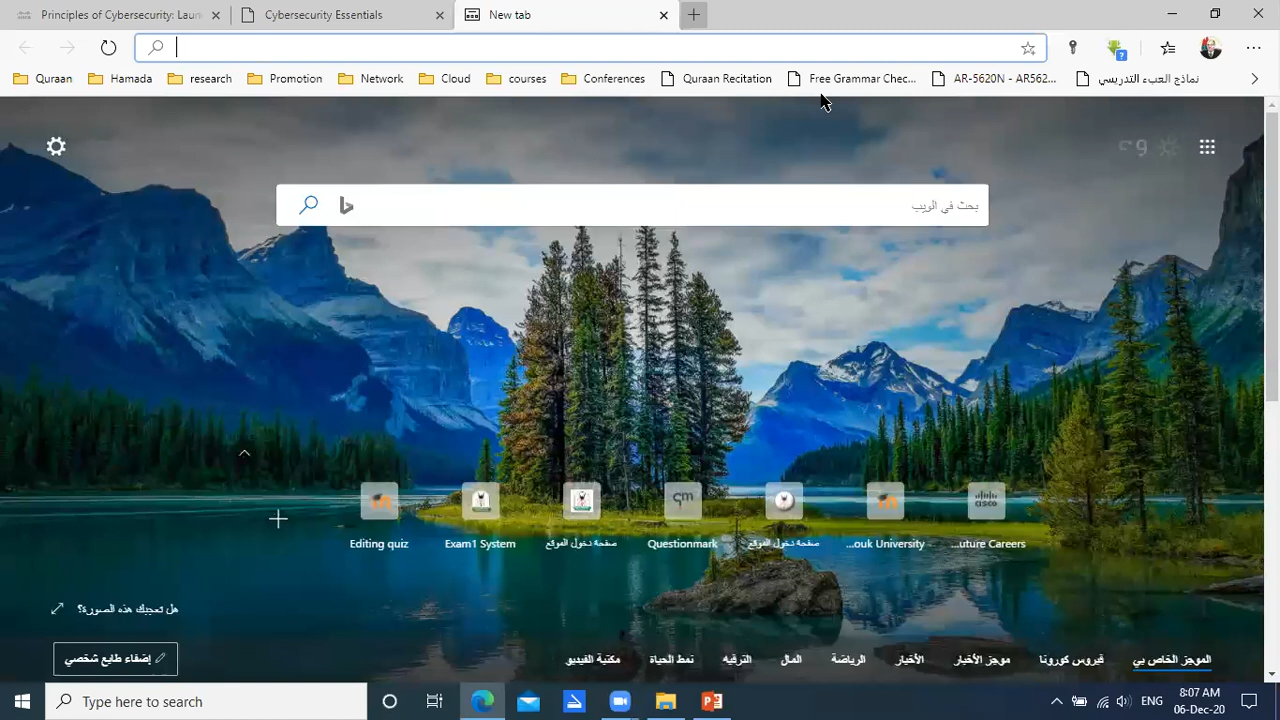 Principles of Cybersecurity: Laun
Cybersecurity Essentials
New tab
Quraan
Hamada
research
Promotion
Network
Cloud
courses
Conferences
Quraan Recitation
Free Grammar Chec...
AR-5620N - AR562...
نماذج العبء التدريسي
بحث في الويب
Editing quiz
Exam1 System
صفحة دخول الموقع
Questionmark
صفحة دخول الموقع
...ouk University
...uture Careers
هل تعجبك هذه الصورة؟
إضفاء طابع شخصي
الموجز الخاص بي
فيروس كورونا
موجز الأخبار
الأخبار
الرياضة
المال
الترفيه
نمط الحياة
مكتبة الفيديو
Type here to search
ENG
8:07 AM
06-Dec-20